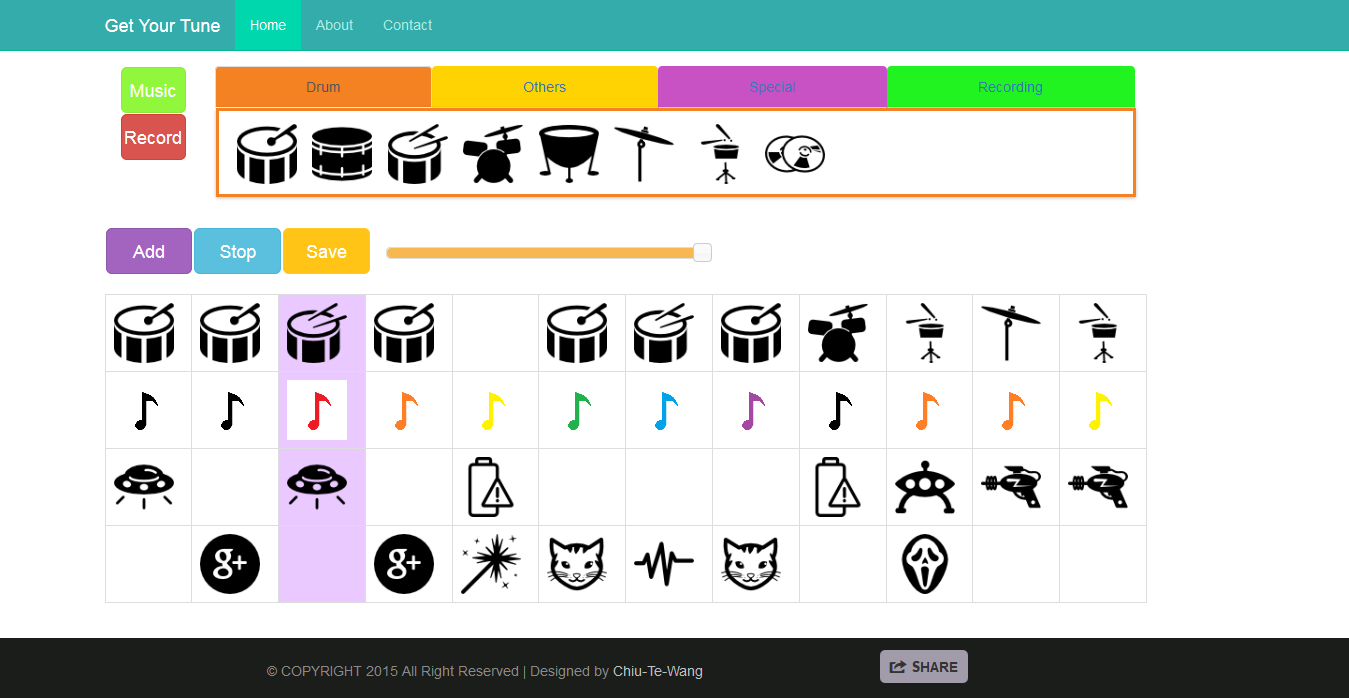 Get Your Tune Home About Contact
Music
Record
Drum Others Special Recording
Add Stop Save
g+ g+
© COPYRIGHT 2015 All Right Reserved | Designed by Chiu-Te-Wang
SHARE